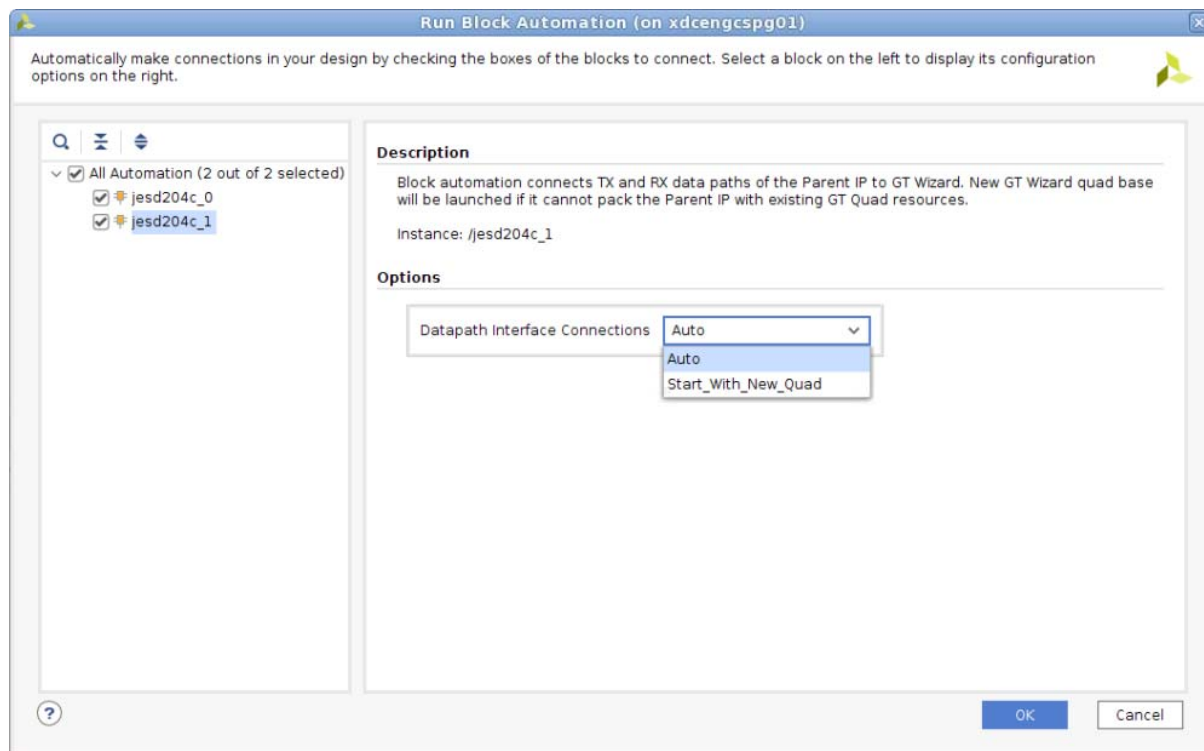 Run Block Automation (on xdcengcspg01)
Automatically make connections in your design by checking the boxes of the blocks to connect. Select a block on the left to display its configuration
options on the right.
All Automation (2 out of 2 selected)
jesd204c_0
jesd204c_1
Description
Block automation connects TX and RX data paths of the Parent IP to GT Wizard. New GT Wizard quad base
will be launched if it cannot pack the Parent IP with existing GT Quad resources.
Instance: /jesd204c_1
Options
Datapath Interface Connections Auto
Auto
Start_With_New_Quad
? OK Cancel